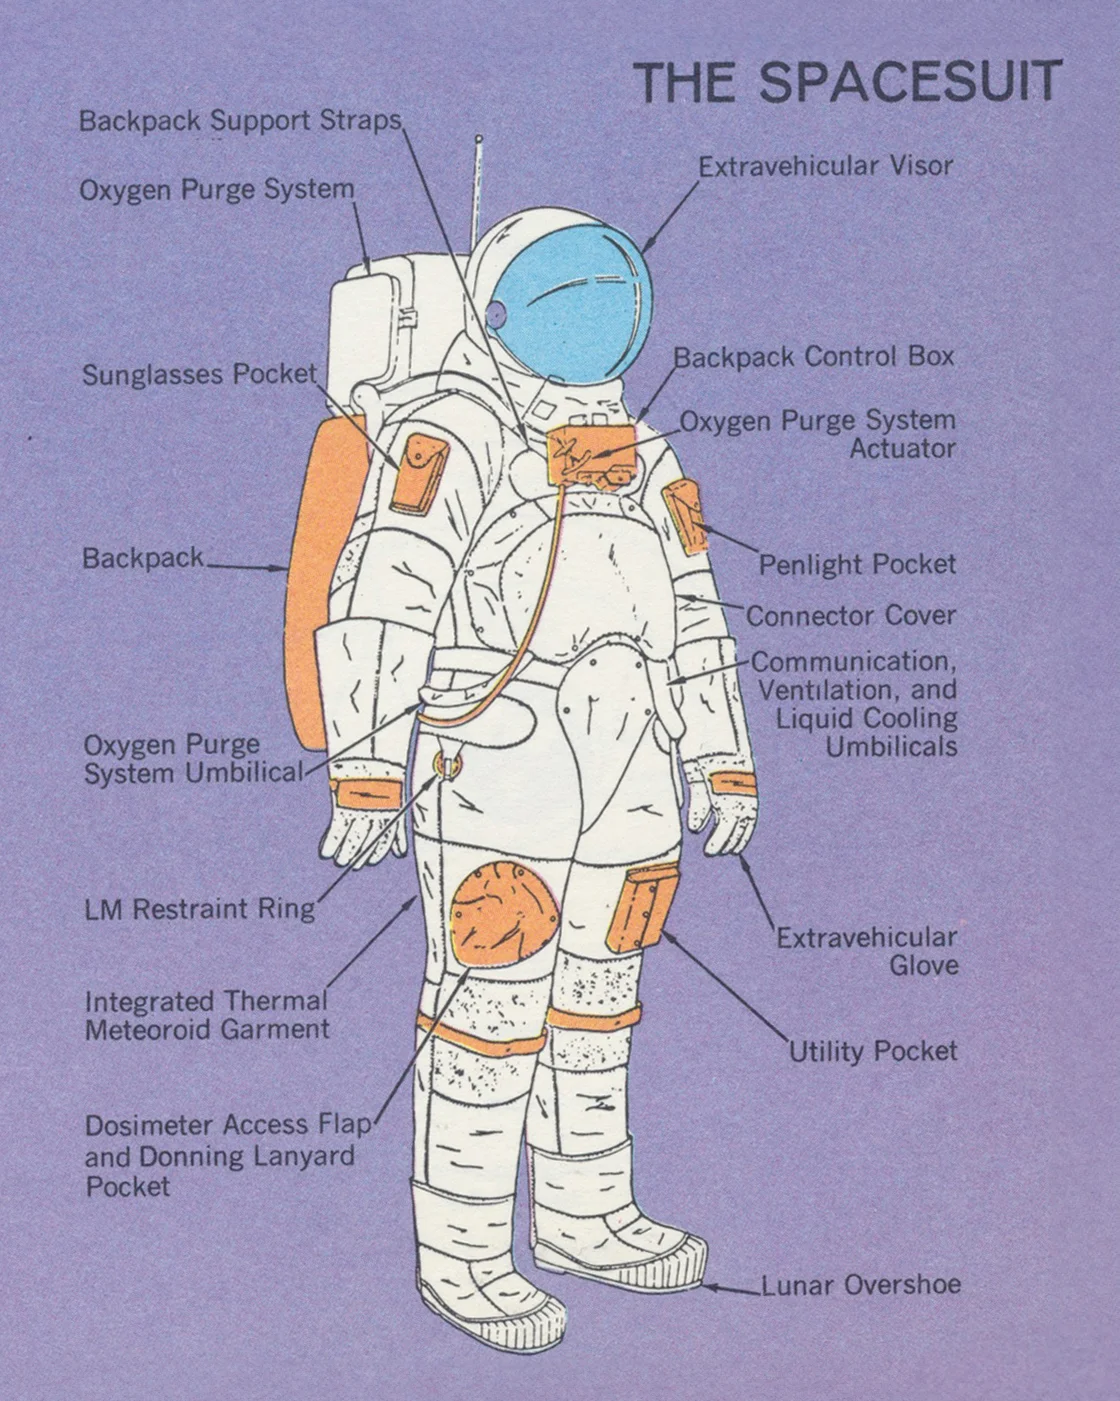 THE SPACESUIT
Backpack Support Straps
Oxygen Purge System
Sunglasses Pocket
Backpack
Oxygen Purge
System Umbilical
LM Restraint Ring
Integrated Thermal
Meteoroid Garment
Dosimeter Access Flap
and Donning Lanyard
Pocket
Extravehicular Visor
Backpack Control Box
Oxygen Purge System
Actuator
Penlight Pocket
Connector Cover
Communication,
Ventilation, and
Liquid Cooling
Umbilicals
Extravehicular
Glove
Utility Pocket
Lunar Overshoe